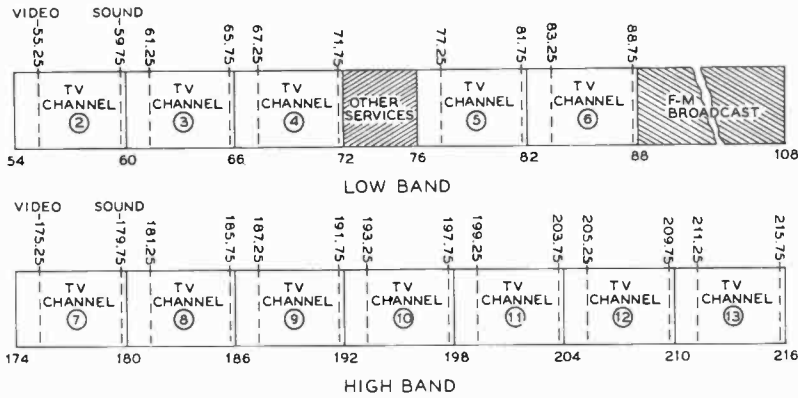 VIDEO SOUND
55.25 59.75 61.25 65.75 67.25 71.75 77.25 81.75 83.25 88.75
TV CHANNEL 2
TV CHANNEL 3
TV CHANNEL 4
OTHER SERVICES
TV CHANNEL 5
TV CHANNEL 6
F-M BROADCAST
54 60 66 72 76 82 88 108
LOW BAND
VIDEO SOUND
175.25 179.75 181.25 185.75 187.25 191.75 193.25 197.75 199.25 203.75 205.25 209.75 211.25 215.75
TV CHANNEL 7
TV CHANNEL 8
TV CHANNEL 9
TV CHANNEL 10
TV CHANNEL 11
TV CHANNEL 12
TV CHANNEL 13
174 180 186 192 198 204 210 216
HIGH BAND